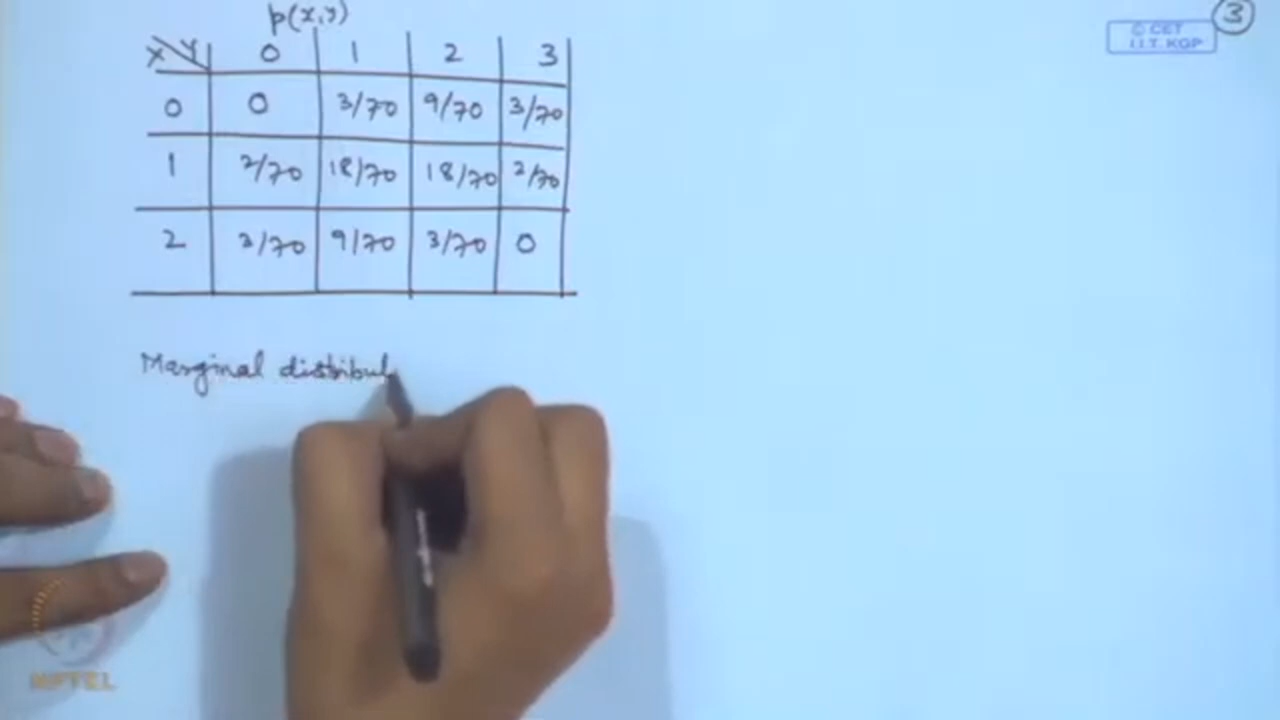 p(x,y)
③
© CET
I.I.T. KGP
X Y 0 1 2 3
0 0 3/70 9/70 3/70
1 2/70 18/70 18/70 2/70
2 3/70 9/70 3/70 0
Marginal distribut
NPTEL